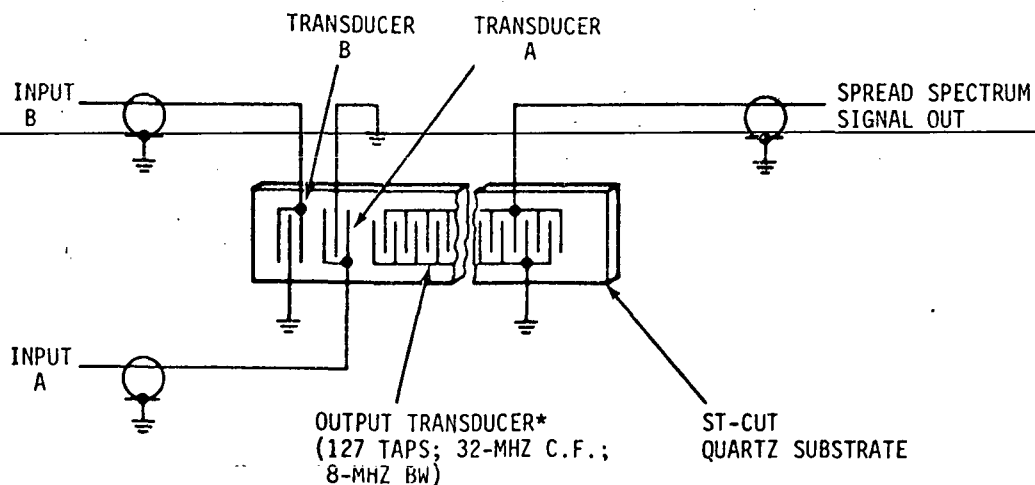 TRANSDUCER
B
TRANSDUCER
A
INPUT
B
SPREAD SPECTRUM
SIGNAL OUT
INPUT
A
OUTPUT TRANSDUCER*
(127 TAPS; 32-MHZ C.F.;
8-MHZ BW)
ST-CUT
QUARTZ SUBSTRATE